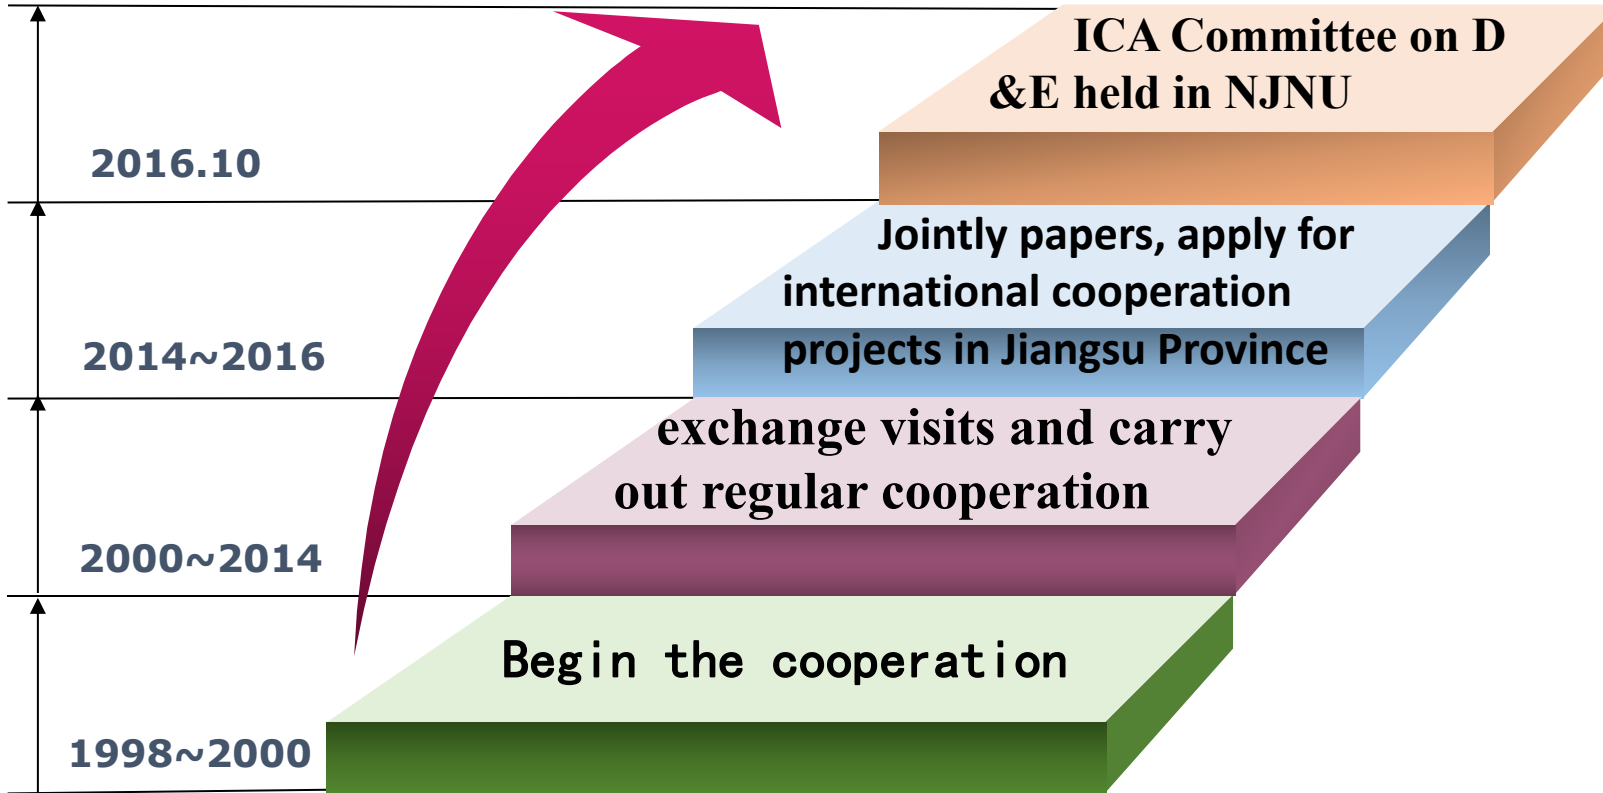 ICA Committee on D
&E held in NJNU
2016.10
Jointly papers, apply for
international cooperation
projects in Jiangsu Province
2014~2016
exchange visits and carry
out regular cooperation
2000~2014
Begin the cooperation
1998~2000